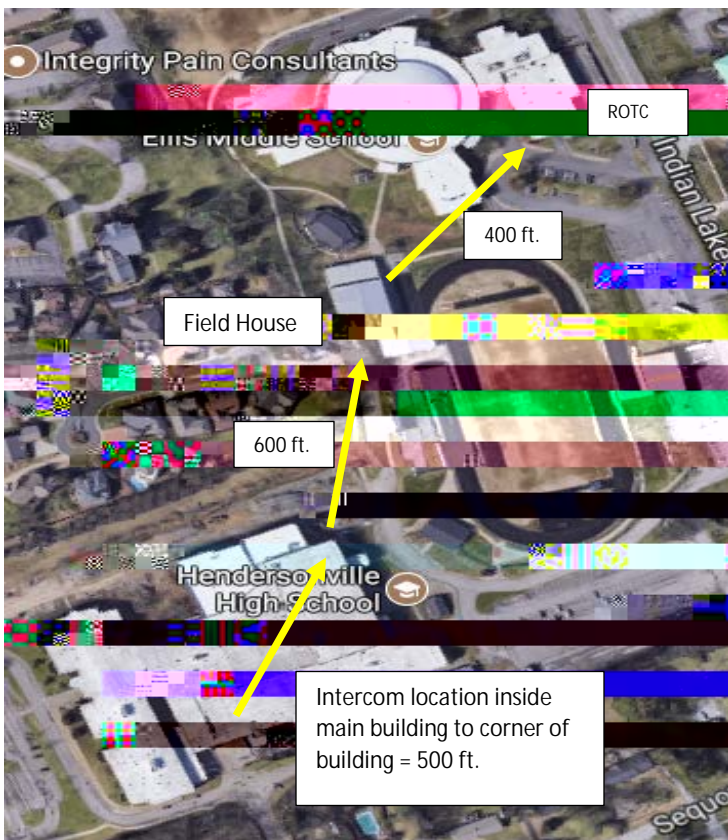 Integrity Pain Consultants
ROTC
Ellis Middle School
Indian Lake
400 ft.
Field House
600 ft.
Hendersonville
High School
Intercom location inside
main building to corner of
building = 500 ft.